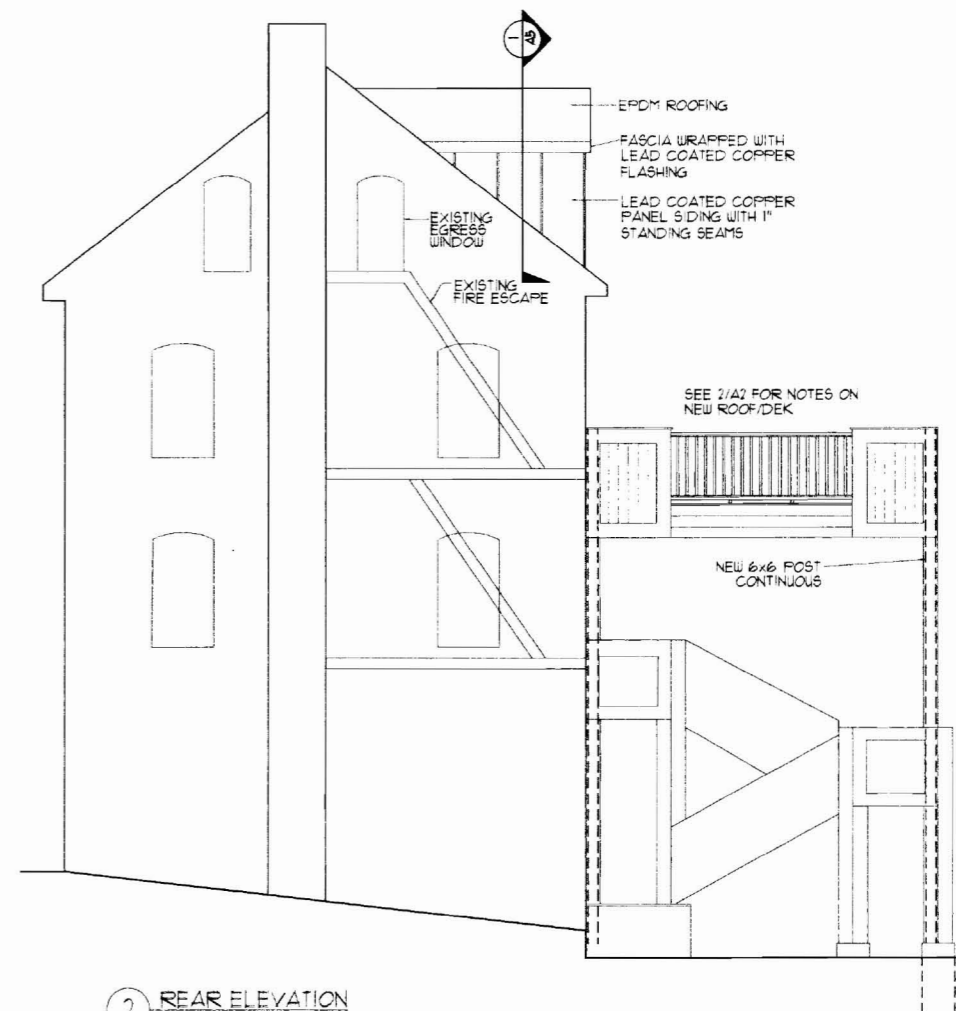 1
A5
EPDM ROOFING
FASCIA WRAPPED WITH
LEAD COATED COPPER
FLASHING
LEAD COATED COPPER
PANEL SIDING WITH 1"
STANDING SEAMS
EXISTING
EGRESS
WINDOW
EXISTING
FIRE ESCAPE
SEE 2/A2 FOR NOTES ON
NEW ROOF/DEK
NEW 6x6 POST
CONTINUOUS
2
REAR ELEVATION